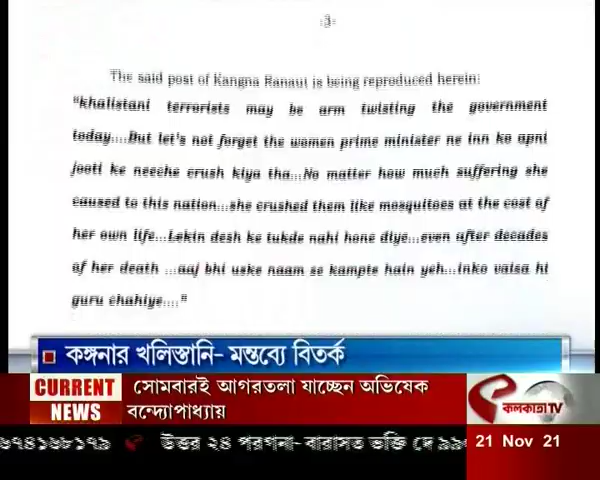 -3-
The said post of Kangna Ranaut is being reproduced herein:
"Khalistani terrorists may be arm twisting the government
today....But let's not forget the women prime minister ne inn ko apni
jooti ke neeche crush kiya tha...No matter how much suffering she
caused to this nation...she crushed them like mosquitoes at the cost of
her own life...Lekin desh ke tukde nahi hone diye...even after decades
of her death ...aaj bhi uske naam se kampte hain yeh...inko vaisa hi
guru chahiye...."
কঙ্গনার খলিস্তানি- মন্তব্যে বিতর্ক
CURRENT NEWS
সোমবারই আগরতলা যাচ্ছেন অভিষেক
বন্দ্যোপাধ্যায়
কলকাতা TV
৬৭৪১৬৮১৭৯ উত্তর ২৪ পরগনা- বারাসত ভক্তি দে ৯৯
21 Nov 21